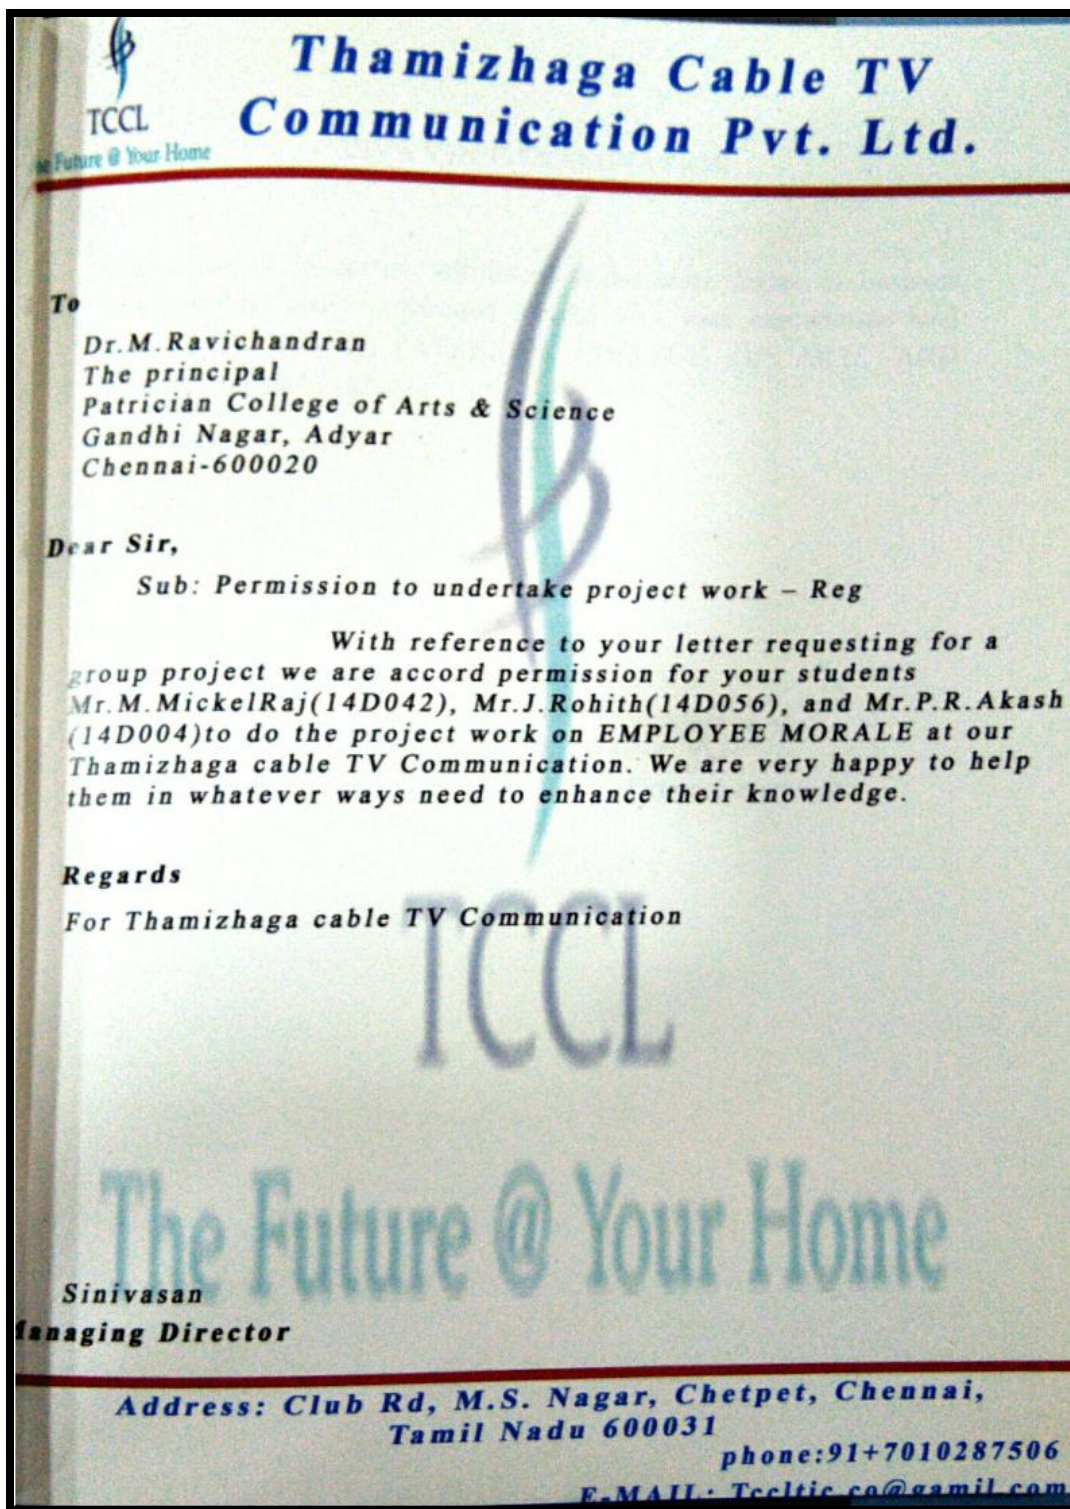 TCCL
Future @ Your Home
Thamizhaga Cable TV
Communication Pvt. Ltd.
To
Dr.M.Ravichandran
The principal
Patrician College of Arts & Science
Gandhi Nagar, Adyar
Chennai-600020
Dear Sir,
Sub: Permission to undertake project work – Reg
With reference to your letter requesting for a
group project we are accord permission for your students
Mr.M.MickelRaj(14D042), Mr.J.Rohith(14D056), and Mr.P.R.Akash
(14D004)to do the project work on EMPLOYEE MORALE at our
Thamizhaga cable TV Communication. We are very happy to help
them in whatever ways need to enhance their knowledge.
Regards
For Thamizhaga cable TV Communication
TCCL
The Future @ Your Home
Sinivasan
Managing Director
Address: Club Rd, M.S. Nagar, Chetpet, Chennai,
Tamil Nadu 600031
phone:91+7010287506
E-MAIL: Tccltic.co@gamil.com